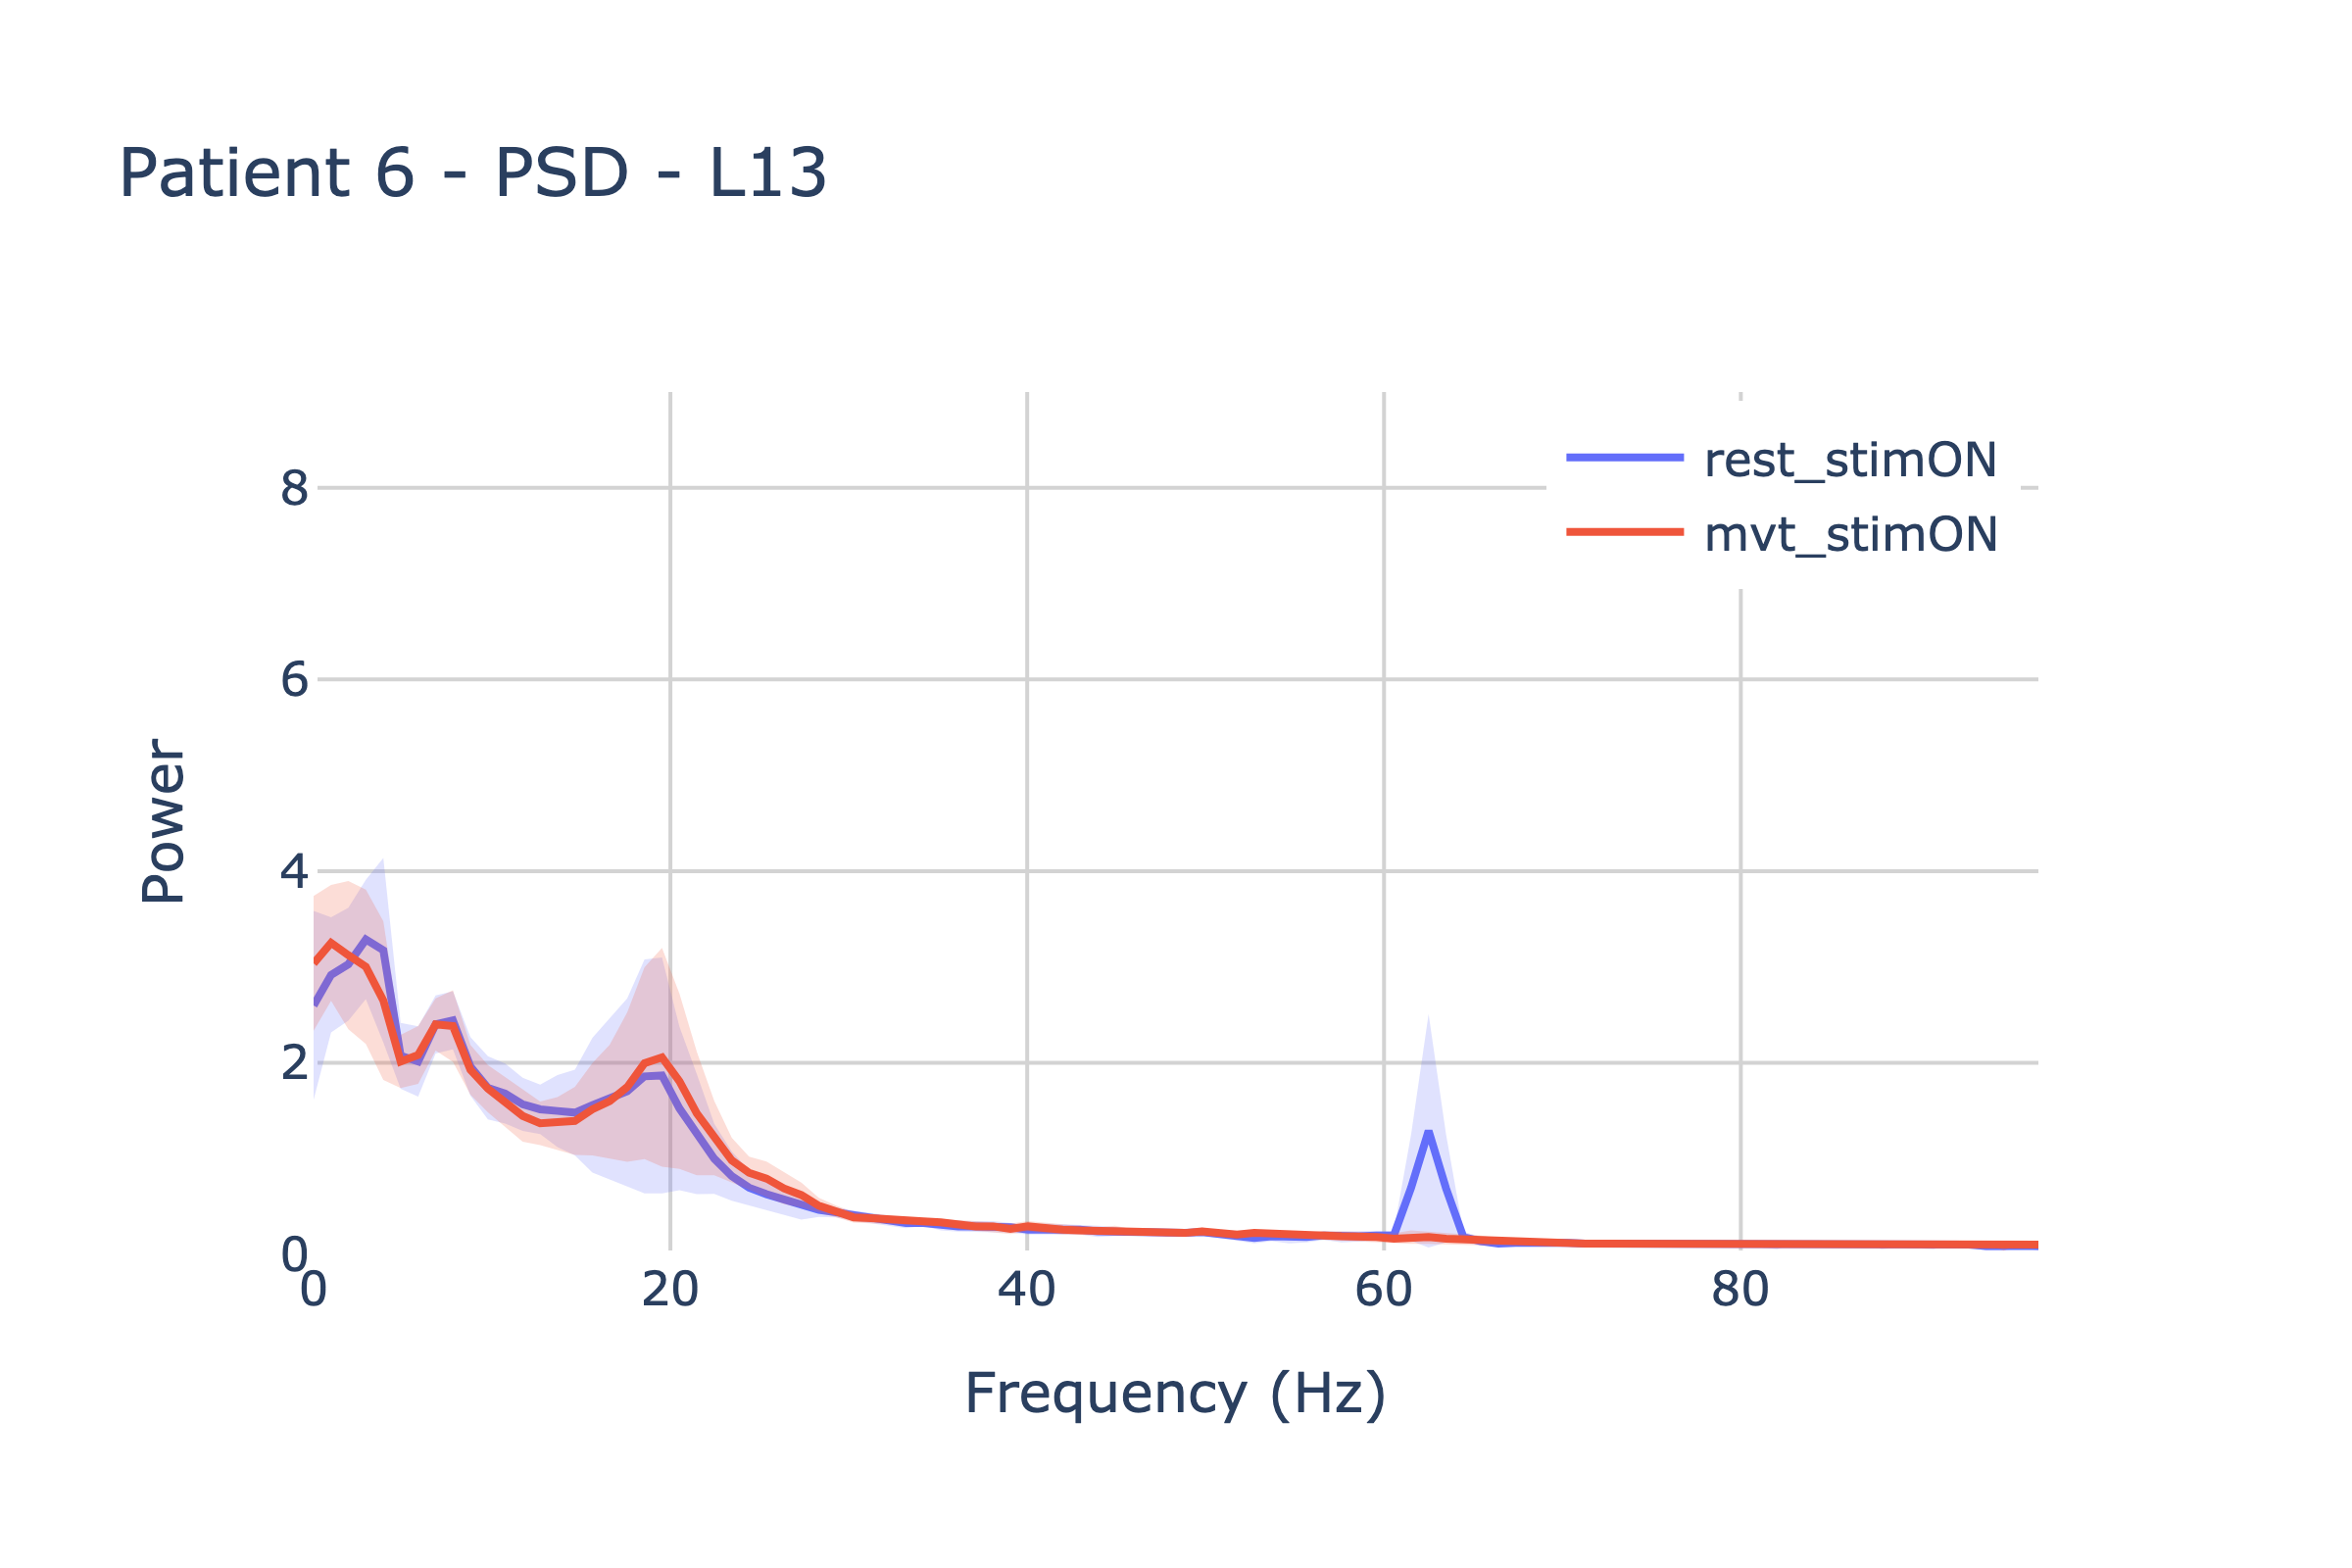 Patient 6 - PSD - L13
rest_stimON
mvt_stimON
8
6
4
2
0
Power
0 20 40 60 80
Frequency (Hz)